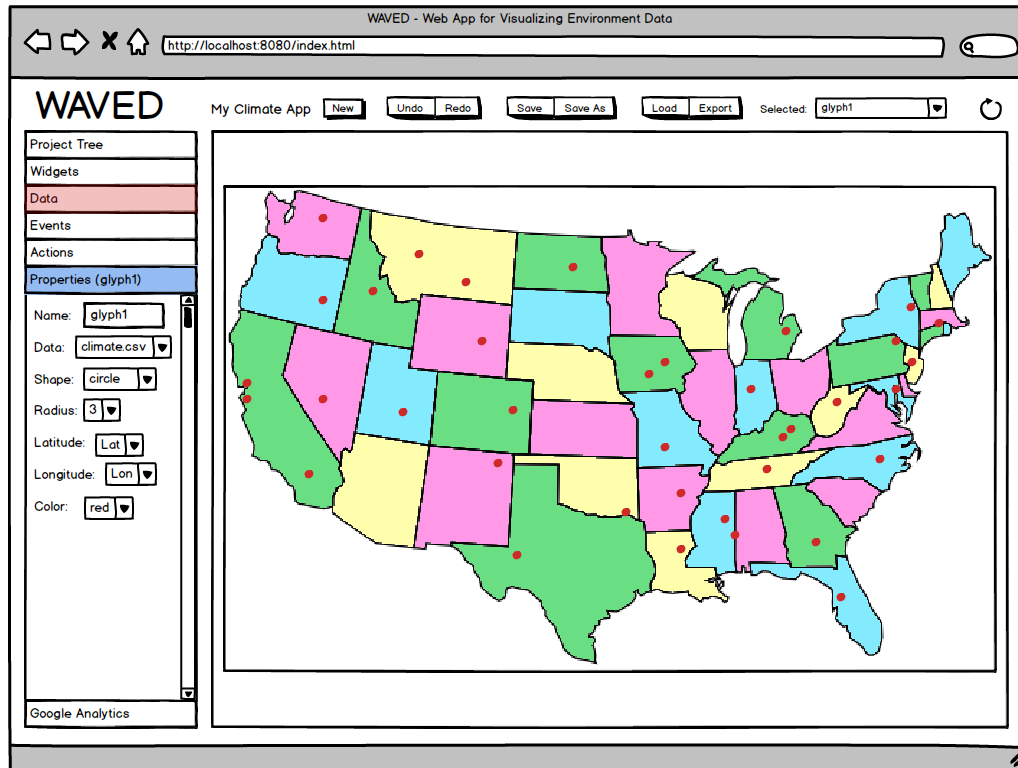 WAVED - Web App for Visualizing Environment Data
http://localhost:8080/index.html
WAVED
My Climate App New Undo Redo Save Save As Load Export Selected: glyph1
Project Tree
Widgets
Data
Events
Actions
Properties (glyph1)
Name: glyph1
Data: climate.csv
Shape: circle
Radius: 3
Latitude: Lat
Longitude: Lon
Color: red
Google Analytics